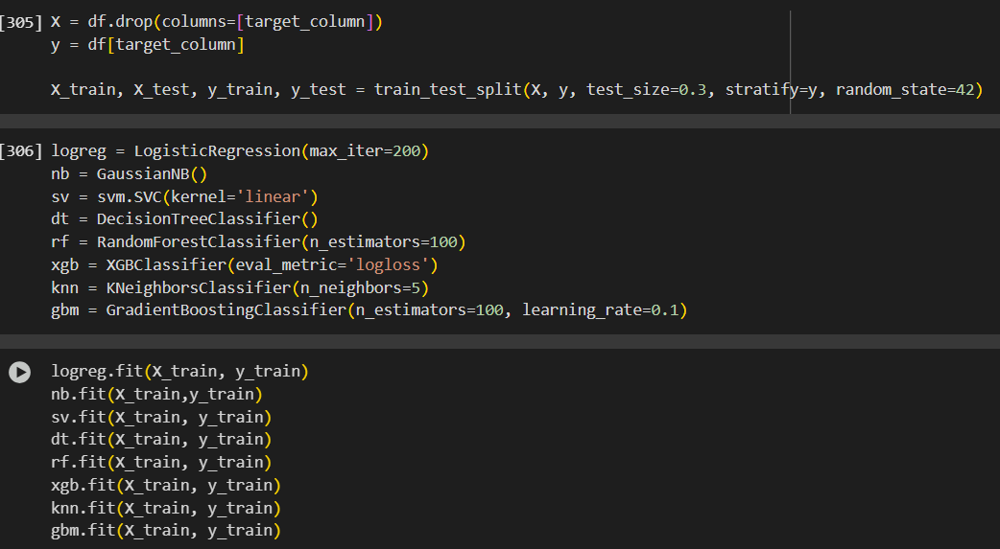 [305] X = df.drop(columns=[target_column])
y = df[target_column]
X_train, X_test, y_train, y_test = train_test_split(X, y, test_size=0.3, stratify=y, random_state=42)
[306] logreg = LogisticRegression(max_iter=200)
nb = GaussianNB()
sv = svm.SVC(kernel='linear')
dt = DecisionTreeClassifier()
rf = RandomForestClassifier(n_estimators=100)
xgb = XGBClassifier(eval_metric='logloss')
knn = KNeighborsClassifier(n_neighbors=5)
gbm = GradientBoostingClassifier(n_estimators=100, learning_rate=0.1)
logreg.fit(X_train, y_train)
nb.fit(X_train,y_train)
sv.fit(X_train, y_train)
dt.fit(X_train, y_train)
rf.fit(X_train, y_train)
xgb.fit(X_train, y_train)
knn.fit(X_train, y_train)
gbm.fit(X_train, y_train)